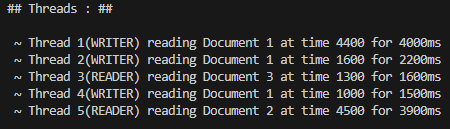 ## Threads : ##
~ Thread 1(WRITER) reading Document 1 at time 4400 for 4000ms
~ Thread 2(WRITER) reading Document 1 at time 1600 for 2200ms
~ Thread 3(READER) reading Document 3 at time 1300 for 1600ms
~ Thread 4(WRITER) reading Document 1 at time 1000 for 1500ms
~ Thread 5(READER) reading Document 2 at time 4500 for 3900ms